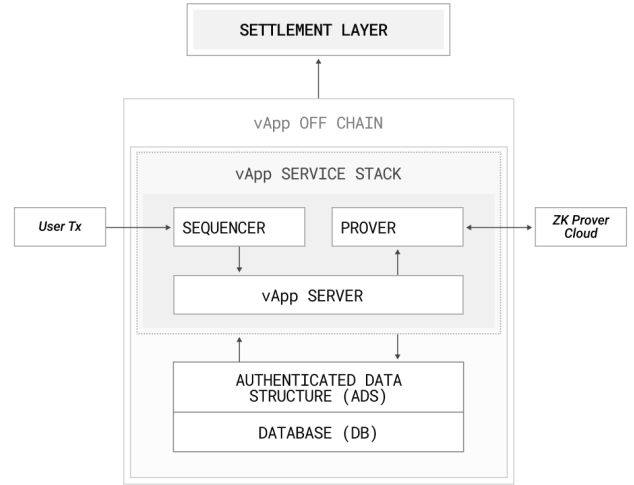 SETTLEMENT LAYER
vApp OFF CHAIN
vApp SERVICE STACK
User Tx
SEQUENCER
PROVER
ZK Prover
Cloud
vApp SERVER
AUTHENTICATED DATA
STRUCTURE (ADS)
DATABASE (DB)